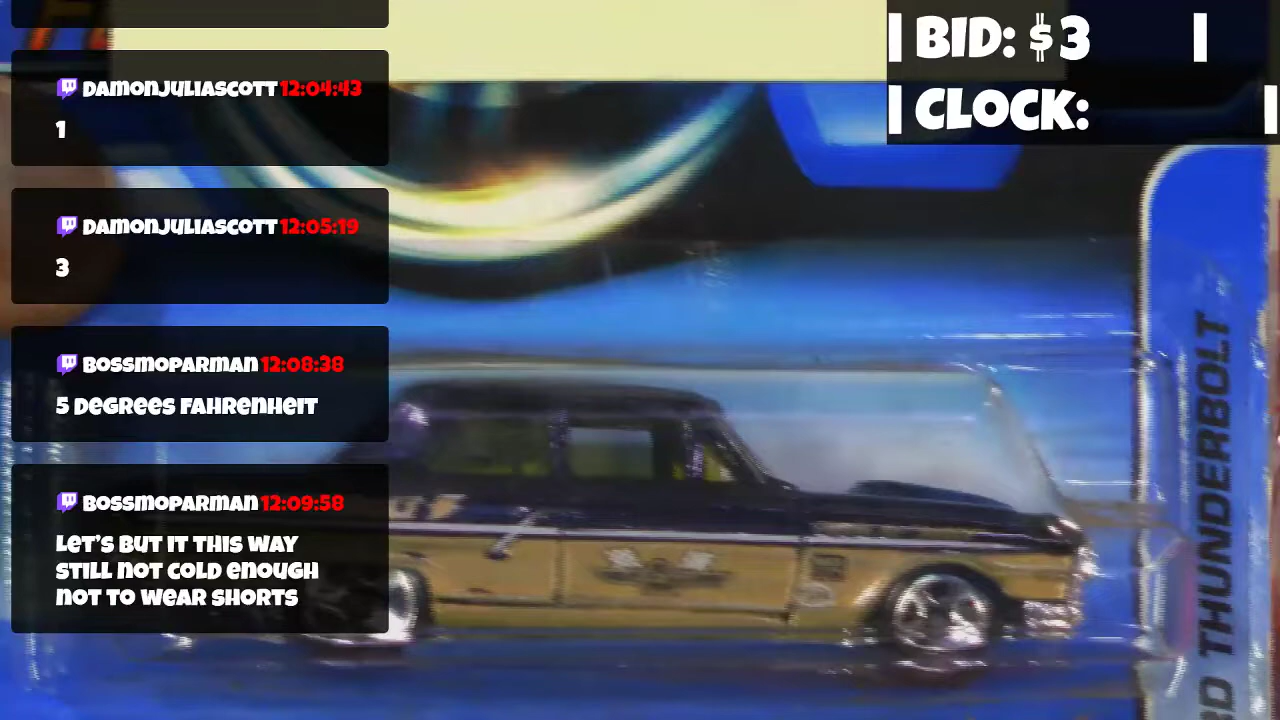 DAMONJULIASCOTT 12:04:43
1
DAMONJULIASCOTT 12:05:19
3
BOSSMOPARMAN 12:08:38
5 DEGREES FAHRENHEIT
BOSSMOPARMAN 12:09:58
LET'S BUT IT THIS WAY
STILL NOT COLD ENOUGH
NOT TO WEAR SHORTS
| BID: $3 |
| CLOCK: |
THUNDERBOLT